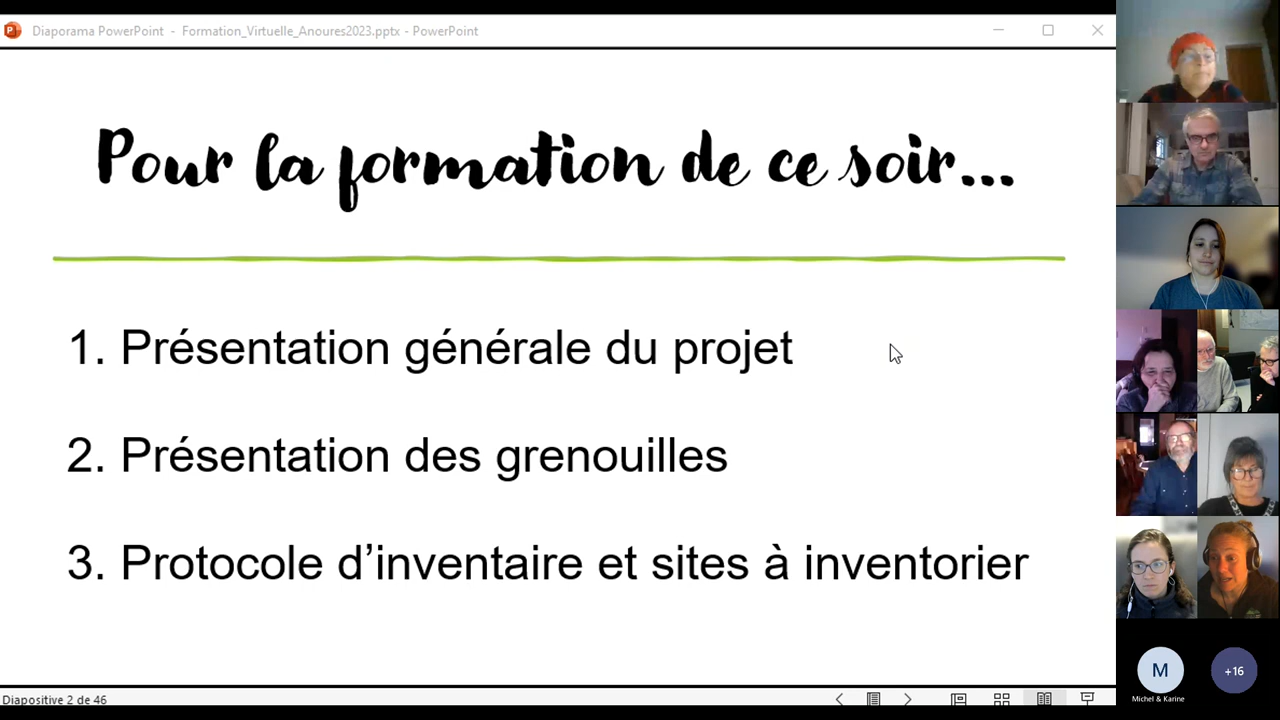 Diaporama PowerPoint - Formation_Virtuelle_Anoures2023.pptx - PowerPoint
Pour la formation de ce soir...
1. Présentation générale du projet
2. Présentation des grenouilles
3. Protocole d’inventaire et sites à inventorier
M
+16
Michel & Karine
Diapositive 2 de 46